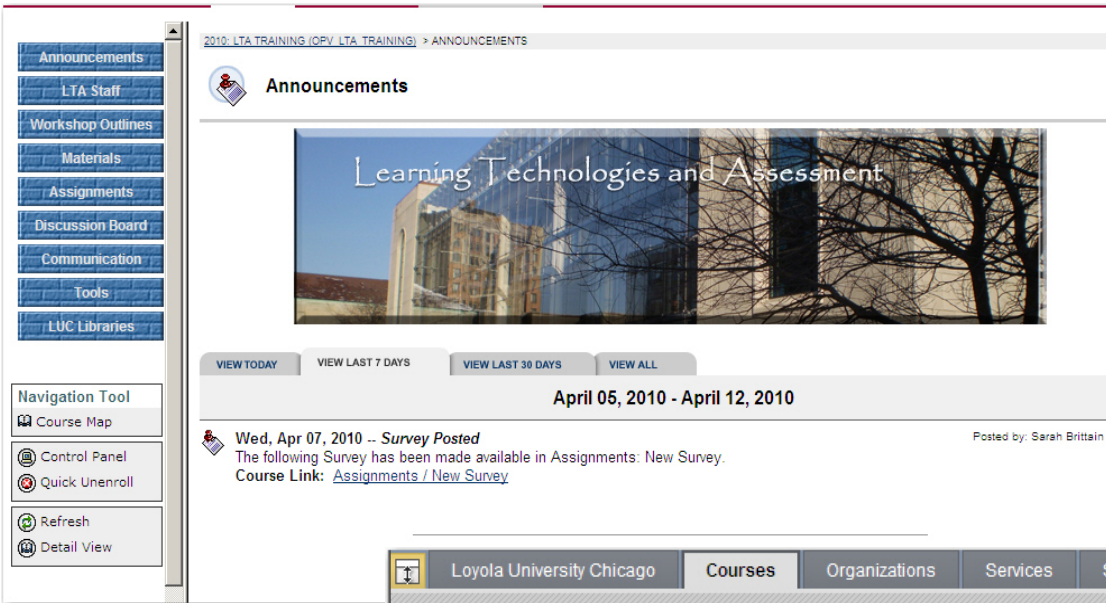 2010: LTA TRAINING (OPV_LTA_TRAINING) > ANNOUNCEMENTS
Announcements
LTA Staff
Workshop Outlines
Materials
Assignments
Discussion Board
Communication
Tools
LUC Libraries
Navigation Tool
Course Map
Control Panel
Quick Unenroll
Refresh
Detail View
Announcements
Learning Technologies and Assessment
VIEW TODAY VIEW LAST 7 DAYS VIEW LAST 30 DAYS VIEW ALL
April 05, 2010 - April 12, 2010
Wed, Apr 07, 2010 -- Survey Posted Posted by: Sarah Brittain
The following Survey has been made available in Assignments: New Survey.
Course Link: Assignments / New Survey
Loyola University Chicago Courses Organizations Services